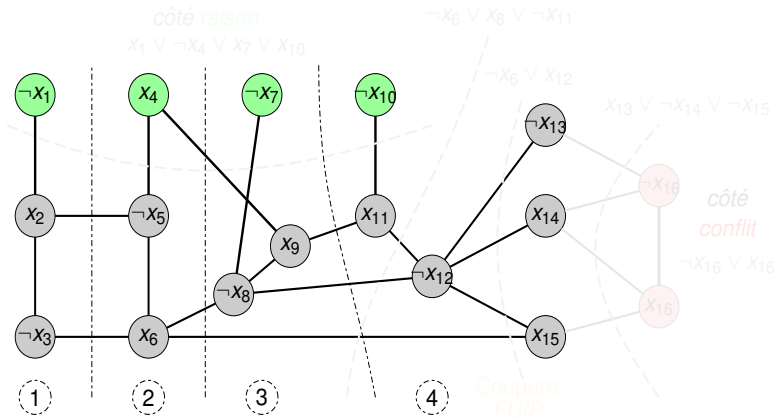 côté raison
x₁ ∨ ¬x₄ ∨ x₇ ∨ x₁₀
¬x₆ ∨ x₈ ∨ ¬x₁₁
¬x₆ ∨ x₁₂
x₁₃ ∨ ¬x₁₄ ∨ ¬x₁₅
¬x₁ x₄ ¬x₇ ¬x₁₀
¬x₁₃
¬x₁₆
x₂ ¬x₅ x₁₁ x₁₄
côté
conflit
x₉
¬x₁₂
¬x₁₆ ∨ x₁₆
¬x₈
x₁₆
¬x₃ x₆ x₁₅
1 2 3 4
Coupure
FUIP